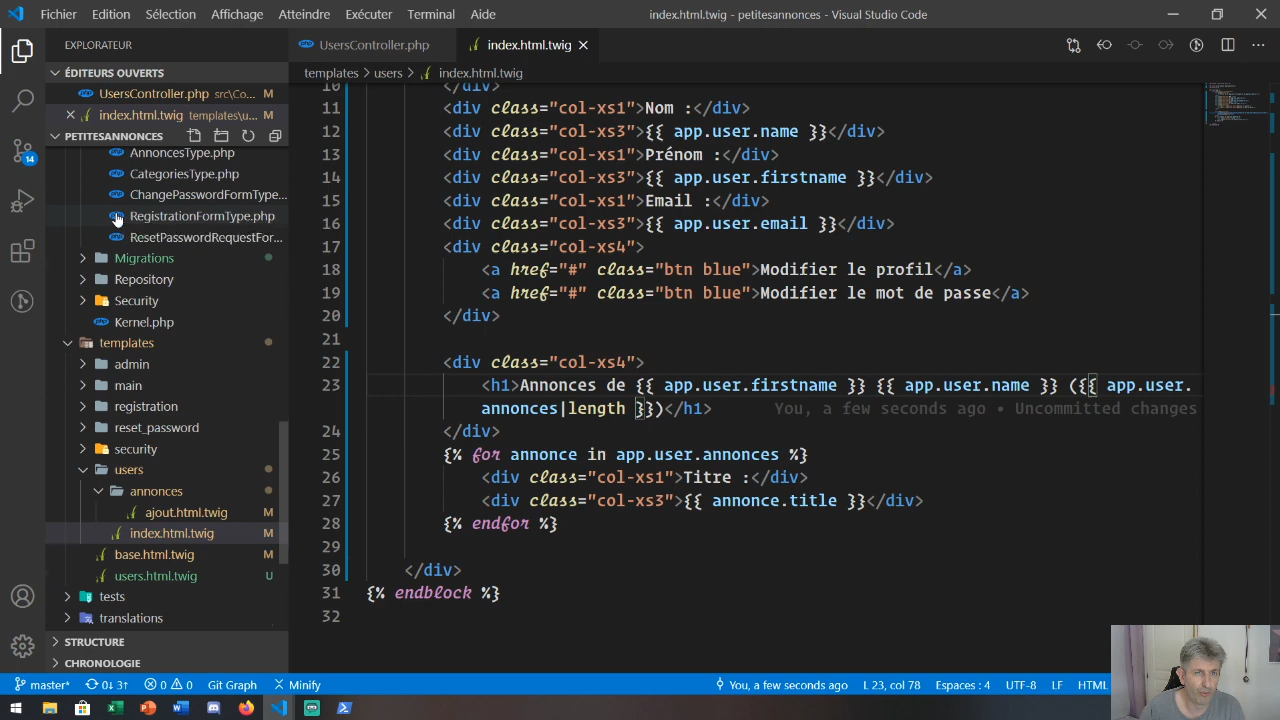 Fichier Edition Sélection Affichage Atteindre Exécuter Terminal Aide index.html.twig - petitesannonces - Visual Studio Code
EXPLORATEUR
UsersController.php index.html.twig
ÉDITEURS OUVERTS
templates > users > index.html.twig
UsersController.php src\Co... M
index.html.twig templates\u... M
PETITESANNONCES
AnnoncesType.php
CategoriesType.php
ChangePasswordFormType...
RegistrationFormType.php
ResetPasswordRequestFor...
Migrations
Repository
Security
Kernel.php
templates
admin
main
registration
reset_password
security
users
annonces
ajout.html.twig M
index.html.twig M
base.html.twig M
users.html.twig U
tests
translations
STRUCTURE
CHRONOLOGIE
14
10 </div>
11 <div class="col-xs1">Nom :</div>
12 <div class="col-xs3">{{ app.user.name }}</div>
13 <div class="col-xs1">Prénom :</div>
14 <div class="col-xs3">{{ app.user.firstname }}</div>
15 <div class="col-xs1">Email :</div>
16 <div class="col-xs3">{{ app.user.email }}</div>
17 <div class="col-xs4">
18 <a href="#" class="btn blue">Modifier le profil</a>
19 <a href="#" class="btn blue">Modifier le mot de passe</a>
20 </div>
21
22 <div class="col-xs4">
23 <h1>Annonces de {{ app.user.firstname }} {{ app.user.name }} ({{ app.user.
annonces|length }})</h1> You, a few seconds ago • Uncommitted changes
24 </div>
25 {% for annonce in app.user.annonces %}
26 <div class="col-xs1">Titre :</div>
27 <div class="col-xs3">{{ annonce.title }}</div>
28 {% endfor %}
29
30 </div>
31 {% endblock %}
32
master* 0↓ 3↑ 0 0 Git Graph Minify You, a few seconds ago L 23, col 78 Espaces : 4 UTF-8 LF HTML